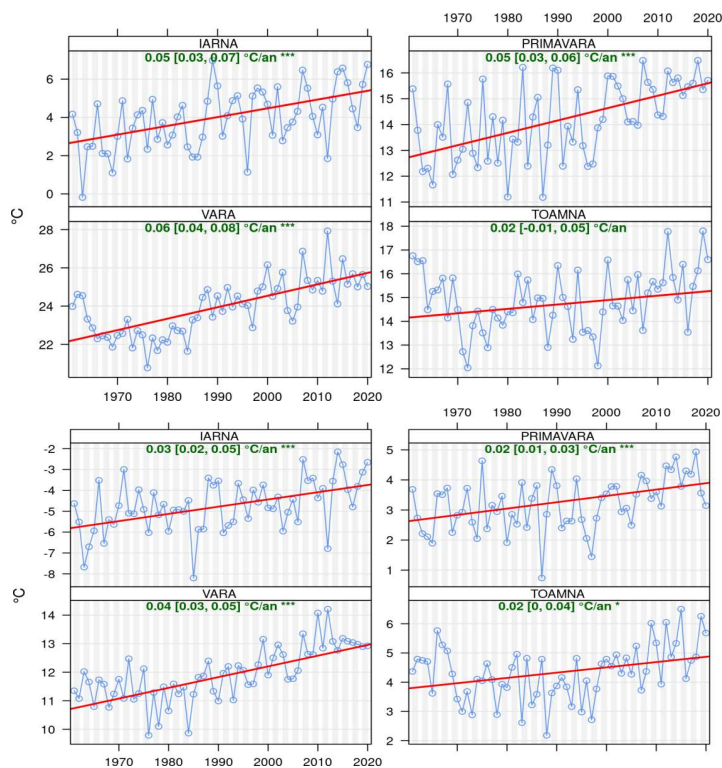 1970 1980 1990 2000 2010 2020
IARNA
0.05 [0.03, 0.07] °C/an ***
PRIMAVARA
0.05 [0.03, 0.06] °C/an ***
6
4
2
0
16
15
14
13
12
11
VARA
0.06 [0.04, 0.08] °C/an ***
TOAMNA
0.02 [-0.01, 0.05] °C/an
28
26
24
22
18
17
16
15
14
13
12
°C
1970 1980 1990 2000 2010 2020
1970 1980 1990 2000 2010 2020
IARNA
0.03 [0.02, 0.05] °C/an ***
PRIMAVARA
0.02 [0.01, 0.03] °C/an ***
-2
-3
-4
-5
-6
-7
-8
5
4
3
2
1
VARA
0.04 [0.03, 0.05] °C/an ***
TOAMNA
0.02 [0, 0.04] °C/an *
14
13
12
11
10
6
5
4
3
2
°C
1970 1980 1990 2000 2010 2020